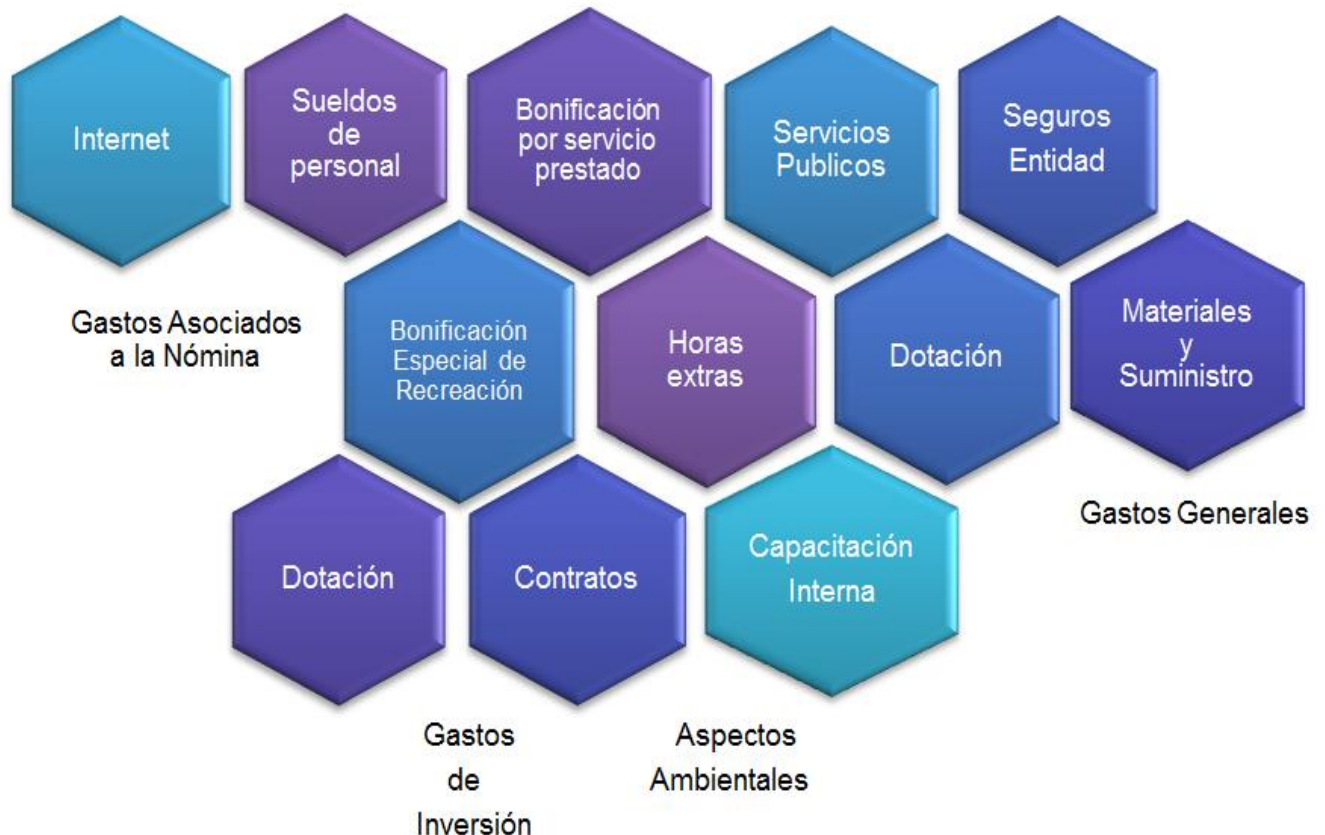 Internet
Sueldos
de
personal
Bonificación
por servicio
prestado
Servicios
Publicos
Seguros
Entidad
Gastos Asociados
a la Nómina
Bonificación
Especial de
Recreación
Horas
extras
Dotación
Materiales
y
Suministro
Gastos Generales
Dotación
Contratos
Capacitación
Interna
Gastos
de
Inversión
Aspectos
Ambientales